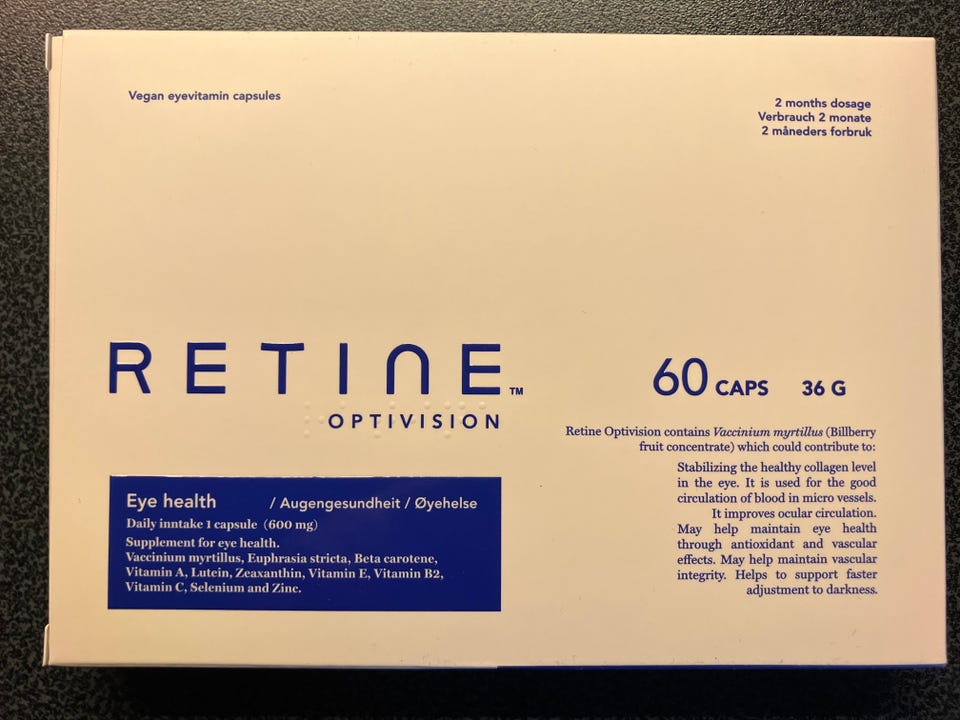 Vegan eyevitamin capsules
2 months dosage
Verbrauch 2 monate
2 måneders forbruk
RETINE™
OPTIVISION
60 CAPS 36 G
Retine Optivision contains Vaccinium myrtillus (Billberry
fruit concentrate) which could contribute to:
Stabilizing the healthy collagen level
in the eye. It is used for the good
circulation of blood in micro vessels.
It improves ocular circulation.
May help maintain eye health
through antioxidant and vascular
effects. May help maintain vascular
integrity. Helps to support faster
adjustment to darkness.
Eye health / Augengesundheit / Øyehelse
Daily inntake 1 capsule (600 mg)
Supplement for eye health.
Vaccinium myrtillus, Euphrasia stricta, Beta carotene,
Vitamin A, Lutein, Zeaxanthin, Vitamin E, Vitamin B2,
Vitamin C, Selenium and Zinc.